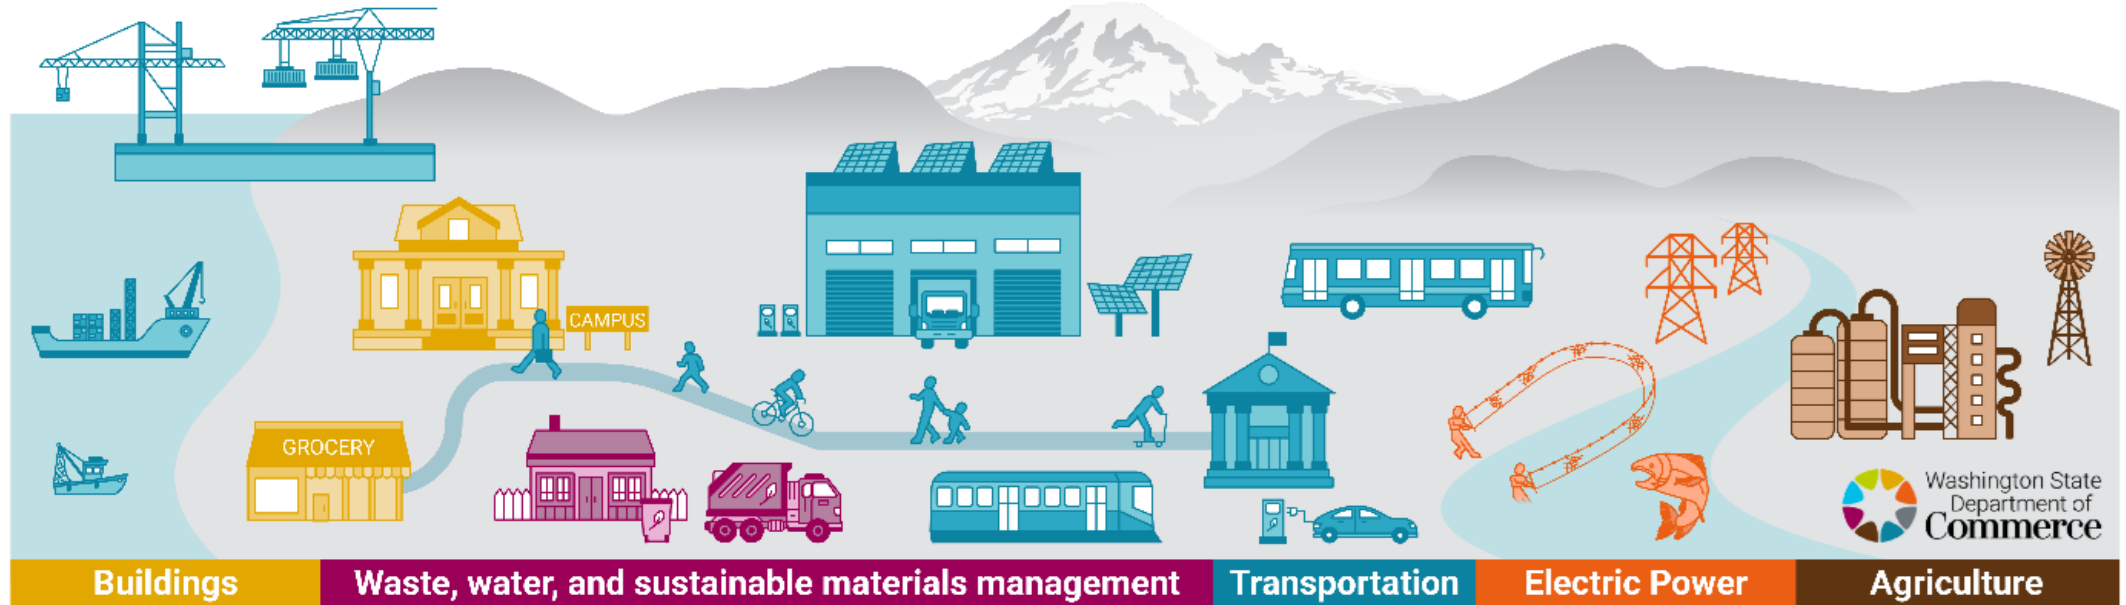 CAMPUS
GROCERY
Washington State
Department of
Commerce
Buildings
Waste, water, and sustainable materials management
Transportation
Electric Power
Agriculture